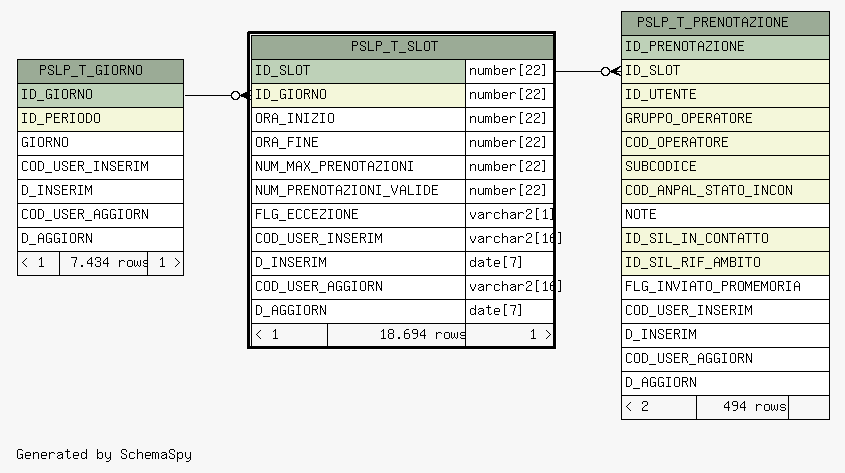 PSLP_T_GIORNO
ID_GIORNO
ID_PERIODO
GIORNO
COD_USER_INSERIM
D_INSERIM
COD_USER_AGGIORN
D_AGGIORN
< 1 7.434 rows 1 >
PSLP_T_SLOT
ID_SLOT number[22]
ID_GIORNO number[22]
ORA_INIZIO number[22]
ORA_FINE number[22]
NUM_MAX_PRENOTAZIONI number[22]
NUM_PRENOTAZIONI_VALIDE number[22]
FLG_ECCEZIONE varchar2[1]
COD_USER_INSERIM varchar2[16]
D_INSERIM date[7]
COD_USER_AGGIORN varchar2[16]
D_AGGIORN date[7]
< 1 18.694 rows 1 >
PSLP_T_PRENOTAZIONE
ID_PRENOTAZIONE
ID_SLOT
ID_UTENTE
GRUPPO_OPERATORE
COD_OPERATORE
SUBCODICE
COD_ANPAL_STATO_INCON
NOTE
ID_SIL_IN_CONTATTO
ID_SIL_RIF_AMBITO
FLG_INVIATO_PROMEMORIA
COD_USER_INSERIM
D_INSERIM
COD_USER_AGGIORN
D_AGGIORN
< 2 494 rows
Generated by SchemaSpy